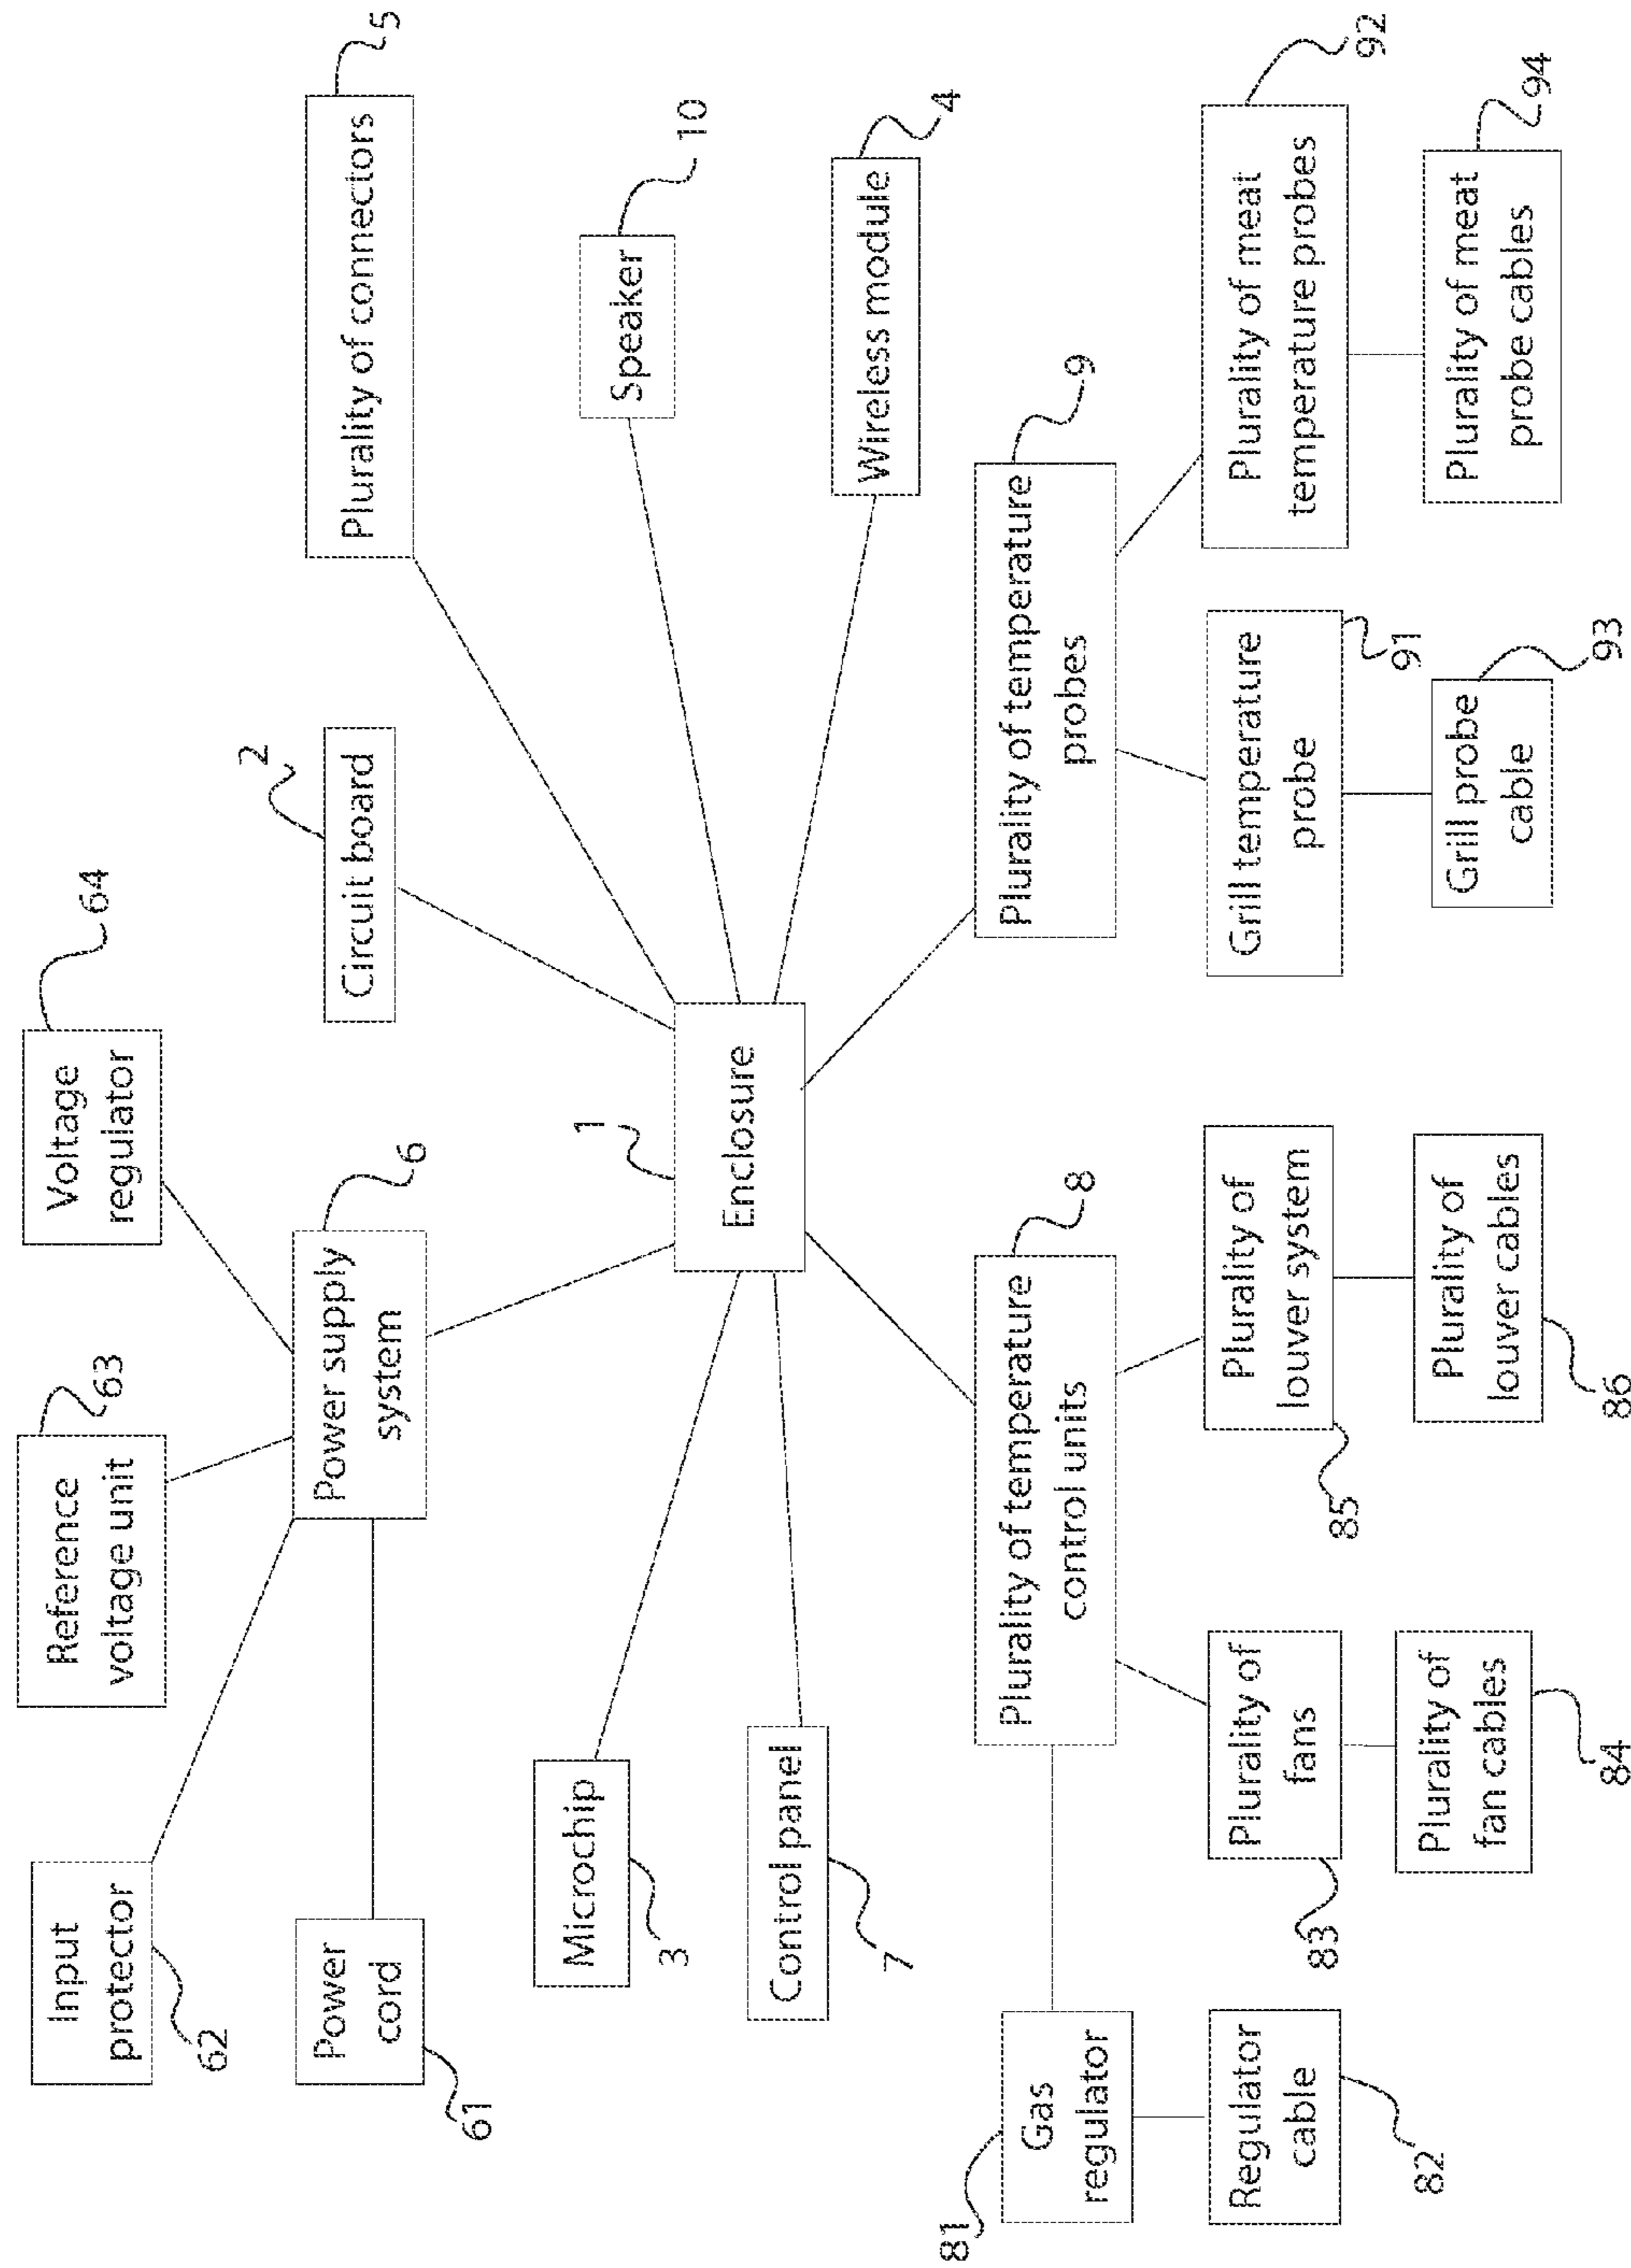 Input
protector
62
Reference
voltage unit
63
Voltage
regulator
64
Power
cord
61
Power supply
system
6
Circuit board
2
Plurality of connectors
5
Microchip
3
Enclosure
1
Speaker
10
Control panel
7
Wireless module
4
Gas
regulator
81
Plurality of temperature
control units
8
Plurality of temperature
probes
9
Regulator
cable
82
Plurality of
fans
83
Plurality of
louver system
85
Grill temperature
probe
91
Plurality of meat
temperature probes
92
Plurality of
fan cables
84
Plurality of
louver cables
86
Grill probe
cable
93
Plurality of meat
probe cables
94